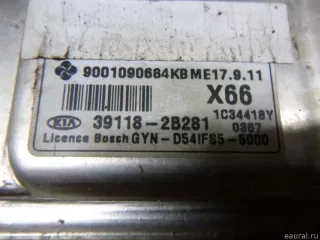 9001090684KB ME17.9.11
X66
1C34418Y
KIA 39118-2B281 0367
Licence Bosch GYN-D54IFS5-5000
eaural.ru